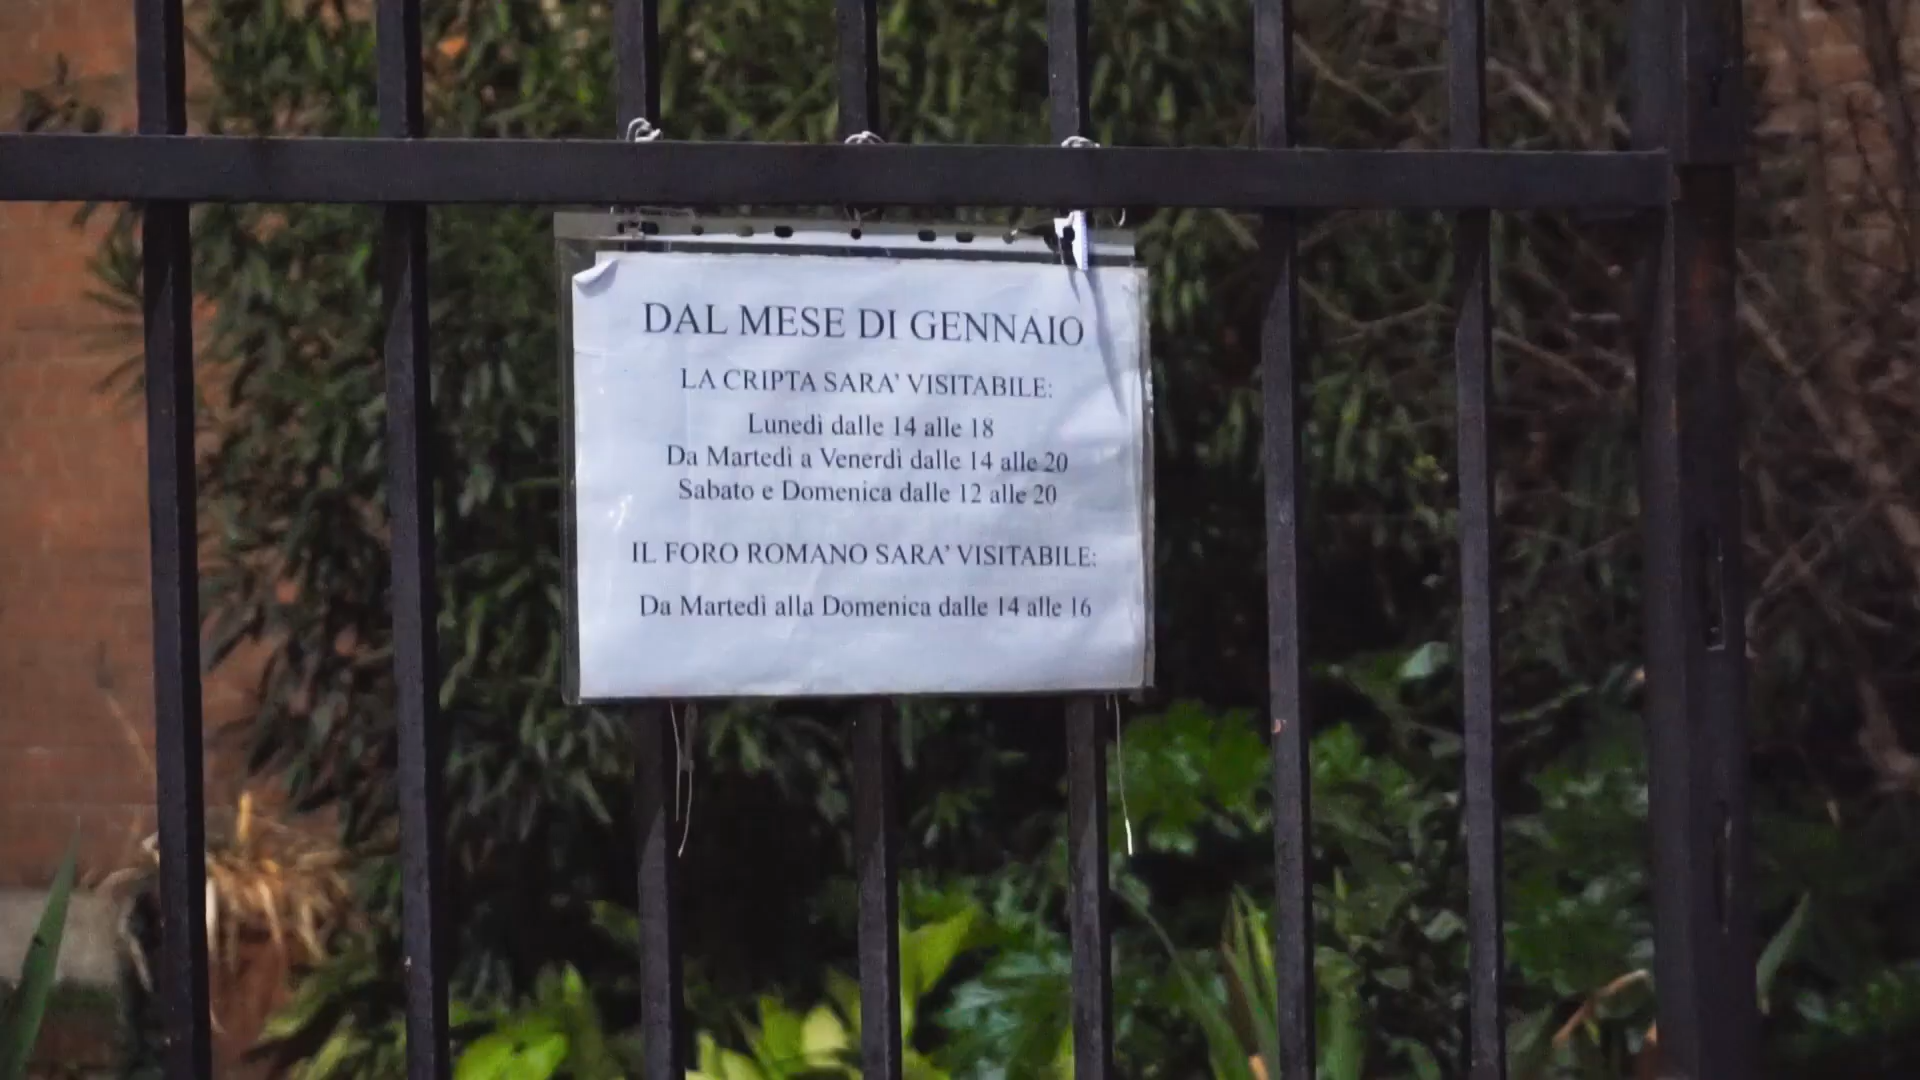 DAL MESE DI GENNAIO
LA CRIPTA SARA' VISITABILE:
Lunedì dalle 14 alle 18
Da Martedì a Venerdì dalle 14 alle 20
Sabato e Domenica dalle 12 alle 20
IL FORO ROMANO SARA' VISITABILE:
Da Martedì alla Domenica dalle 14 alle 16